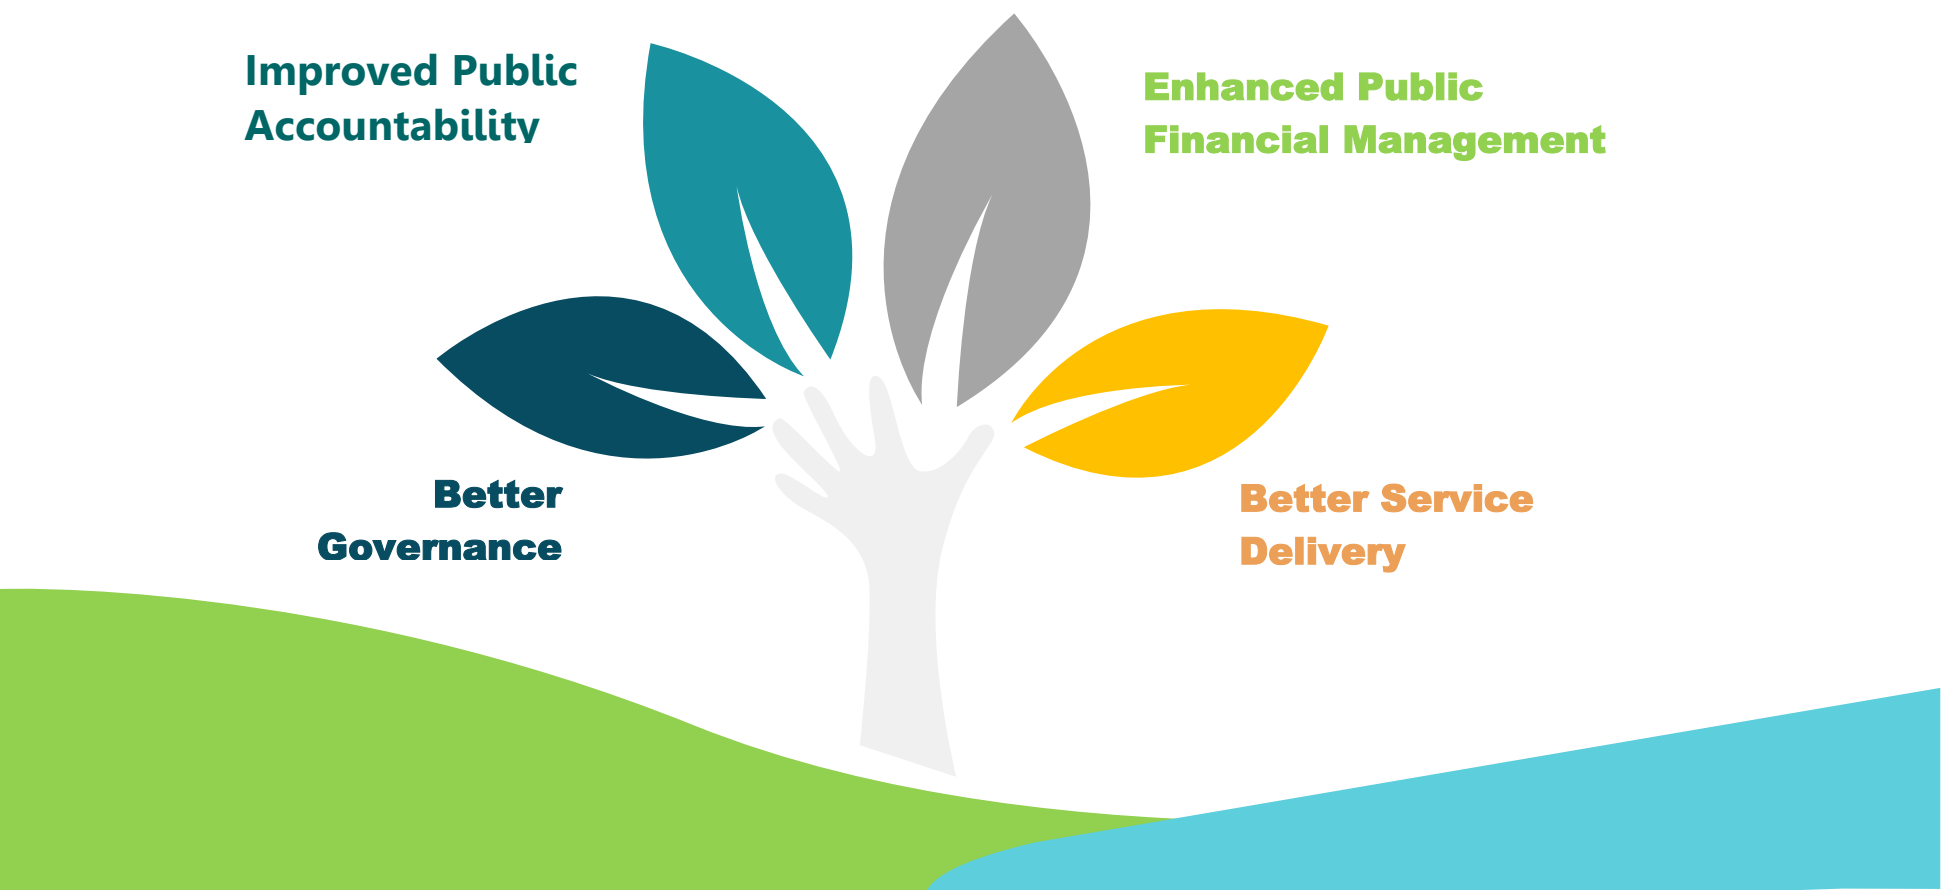 Improved Public
Accountability
Enhanced Public
Financial Management
Better
Governance
Better Service
Delivery